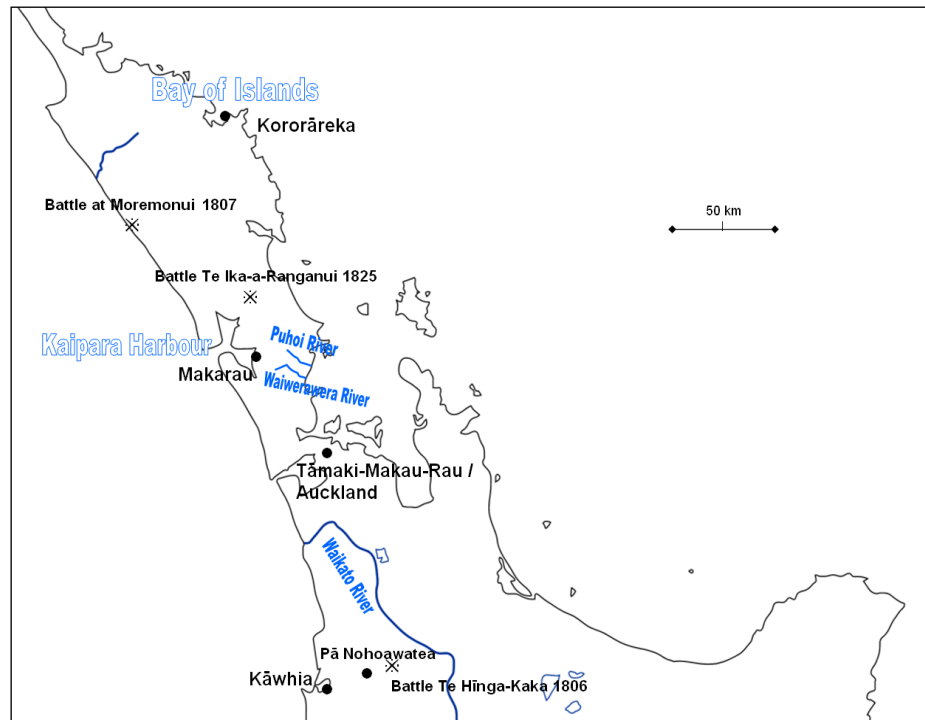 Bay of Islands
Kororāreka
Battle at Moremonui 1807
50 km
Battle Te Ika-a-Ranganui 1825
Puhoi River
Kaipara Harbour
Makarau
Waiwerawera River
Tāmaki-Makau-Rau /
Auckland
Waikato River
Pā Nohoawatea
Kāwhia
Battle Te Hīnga-Kaka 1806